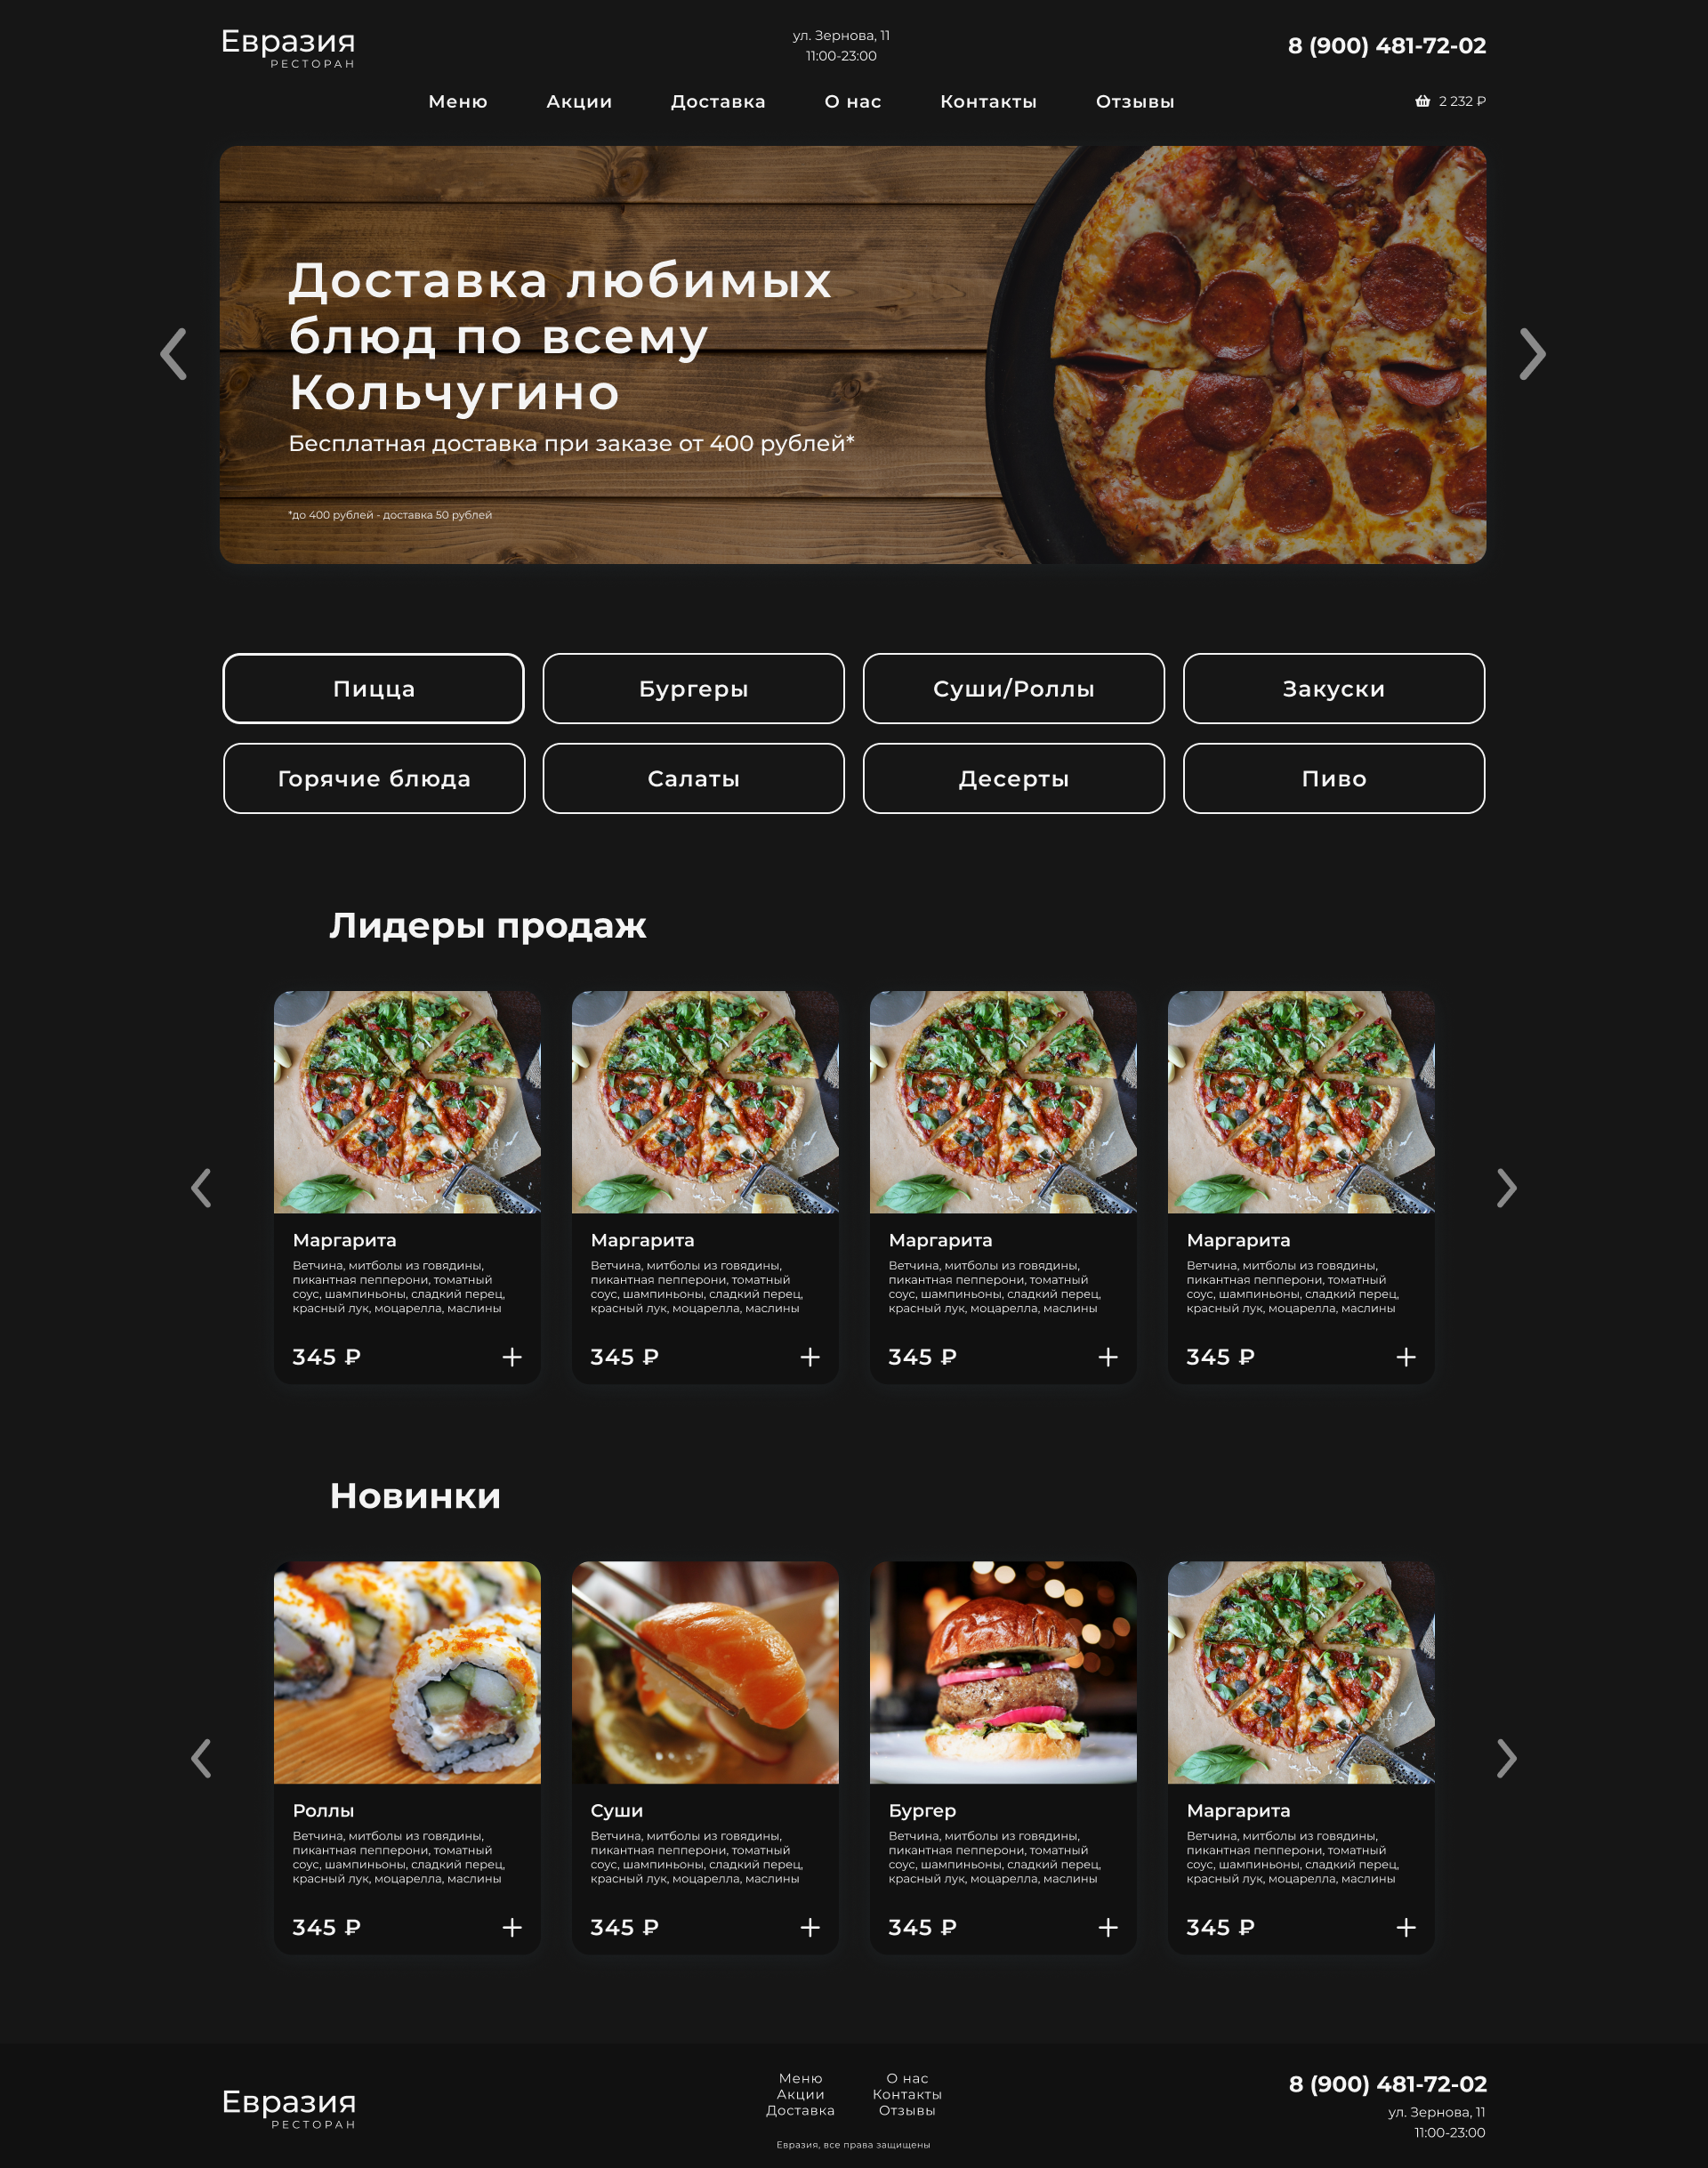 Евразия
РЕСТОРАН
ул. Зернова, 11
11:00-23:00
8 (900) 481-72-02
Меню Акции Доставка О нас Контакты Отзывы
2 232 ₽
Доставка любимых
блюд по всему
Кольчугино
Бесплатная доставка при заказе от 400 рублей*
*до 400 рублей - доставка 50 рублей
Пицца Бургеры Суши/Роллы Закуски
Горячие блюда Салаты Десерты Пиво
Лидеры продаж
Маргарита
Ветчина, митболы из говядины,
пикантная пепперони, томатный
соус, шампиньоны, сладкий перец,
красный лук, моцарелла, маслины
345 ₽
Маргарита
Ветчина, митболы из говядины,
пикантная пепперони, томатный
соус, шампиньоны, сладкий перец,
красный лук, моцарелла, маслины
345 ₽
Маргарита
Ветчина, митболы из говядины,
пикантная пепперони, томатный
соус, шампиньоны, сладкий перец,
красный лук, моцарелла, маслины
345 ₽
Маргарита
Ветчина, митболы из говядины,
пикантная пепперони, томатный
соус, шампиньоны, сладкий перец,
красный лук, моцарелла, маслины
345 ₽
Новинки
Роллы
Ветчина, митболы из говядины,
пикантная пепперони, томатный
соус, шампиньоны, сладкий перец,
красный лук, моцарелла, маслины
345 ₽
Суши
Ветчина, митболы из говядины,
пикантная пепперони, томатный
соус, шампиньоны, сладкий перец,
красный лук, моцарелла, маслины
345 ₽
Бургер
Ветчина, митболы из говядины,
пикантная пепперони, томатный
соус, шампиньоны, сладкий перец,
красный лук, моцарелла, маслины
345 ₽
Маргарита
Ветчина, митболы из говядины,
пикантная пепперони, томатный
соус, шампиньоны, сладкий перец,
красный лук, моцарелла, маслины
345 ₽
Евразия
РЕСТОРАН
Меню
Акции
Доставка
О нас
Контакты
Отзывы
Евразия, все права защищены
8 (900) 481-72-02
ул. Зернова, 11
11:00-23:00